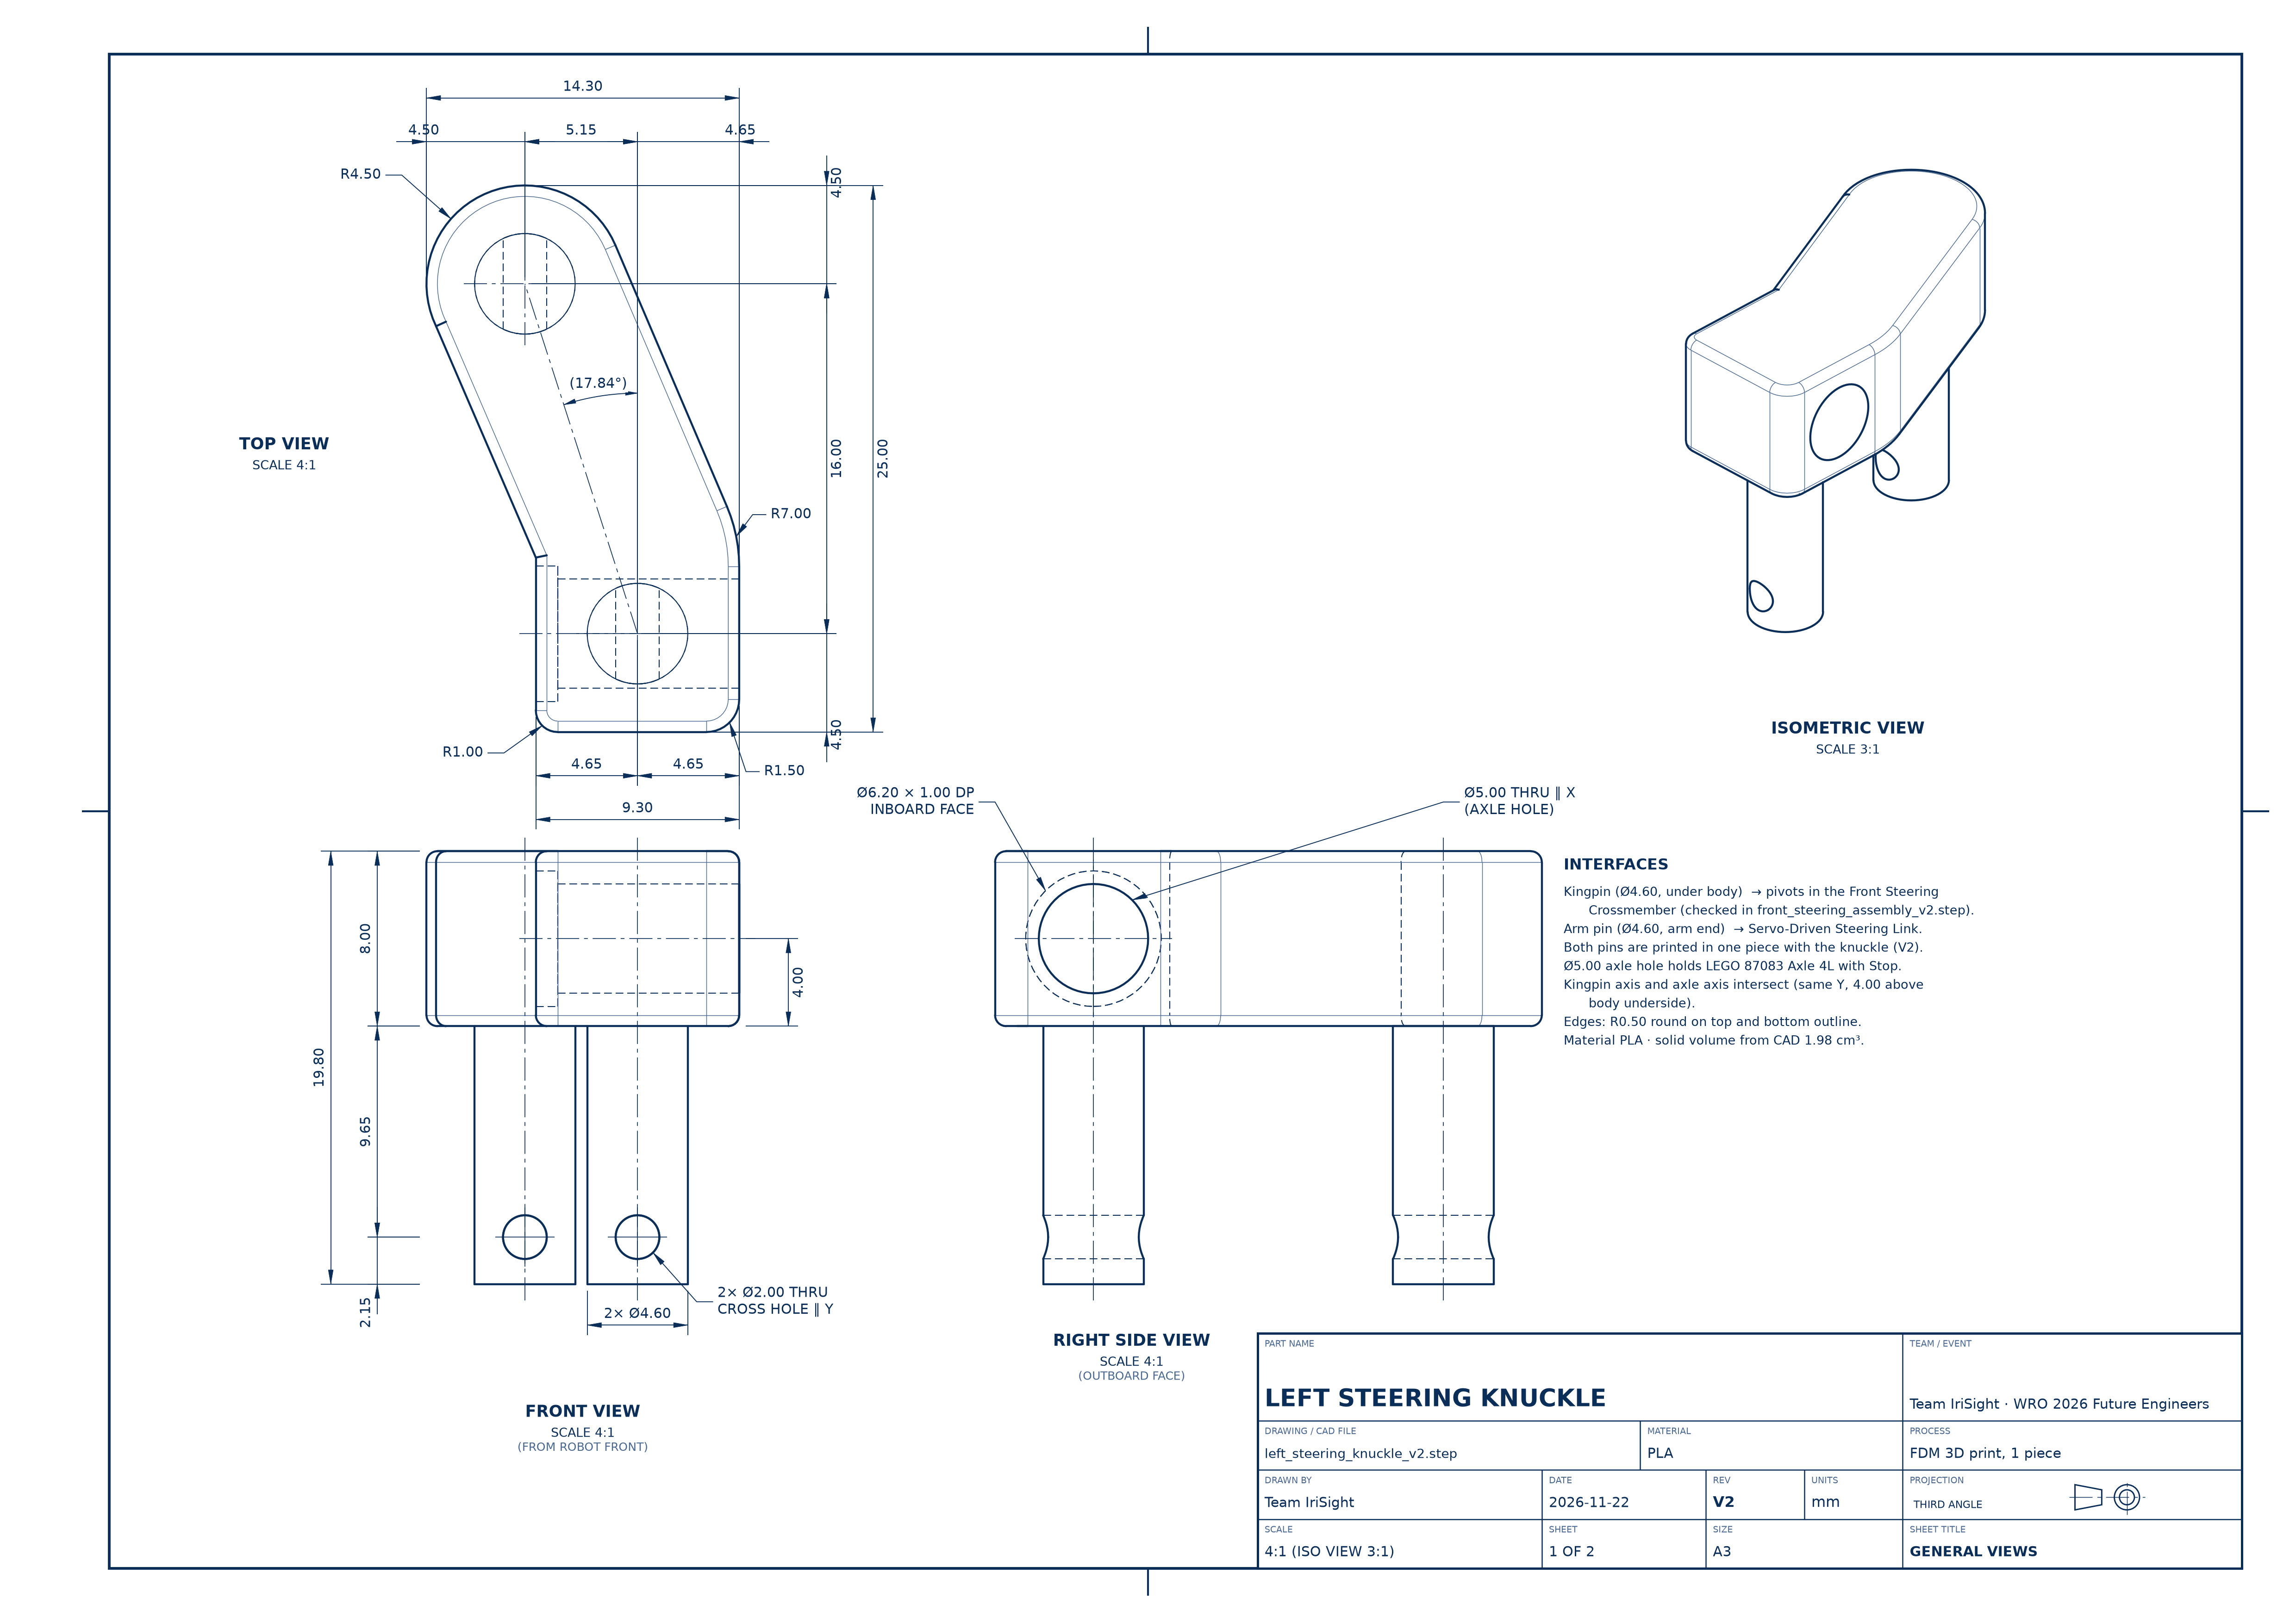 14.30
4.50
5.15
4.65
R4.50
4.50
(17.84°)
TOP VIEW
SCALE 4:1
16.00
25.00
R7.00
R1.00
4.50
4.65
4.65
R1.50
9.30
ISOMETRIC VIEW
SCALE 3:1
Ø6.20 × 1.00 DP
INBOARD FACE
Ø5.00 THRU ∥ X
(AXLE HOLE)
8.00
4.00
19.80
9.65
2.15
2× Ø4.60
2× Ø2.00 THRU
CROSS HOLE ∥ Y
FRONT VIEW
SCALE 4:1
(FROM ROBOT FRONT)
RIGHT SIDE VIEW
SCALE 4:1
(OUTBOARD FACE)
INTERFACES
Kingpin (Ø4.60, under body) → pivots in the Front Steering
Crossmember (checked in front_steering_assembly_v2.step).
Arm pin (Ø4.60, arm end) → Servo-Driven Steering Link.
Both pins are printed in one piece with the knuckle (V2).
Ø5.00 axle hole holds LEGO 87083 Axle 4L with Stop.
Kingpin axis and axle axis intersect (same Y, 4.00 above
body underside).
Edges: R0.50 round on top and bottom outline.
Material PLA · solid volume from CAD 1.98 cm³.
PART NAME
LEFT STEERING KNUCKLE
TEAM / EVENT
Team IriSight · WRO 2026 Future Engineers
DRAWING / CAD FILE
left_steering_knuckle_v2.step
MATERIAL
PLA
PROCESS
FDM 3D print, 1 piece
DRAWN BY
Team IriSight
DATE
2026-11-22
REV
V2
UNITS
mm
PROJECTION
THIRD ANGLE
SCALE
4:1 (ISO VIEW 3:1)
SHEET
1 OF 2
SIZE
A3
SHEET TITLE
GENERAL VIEWS